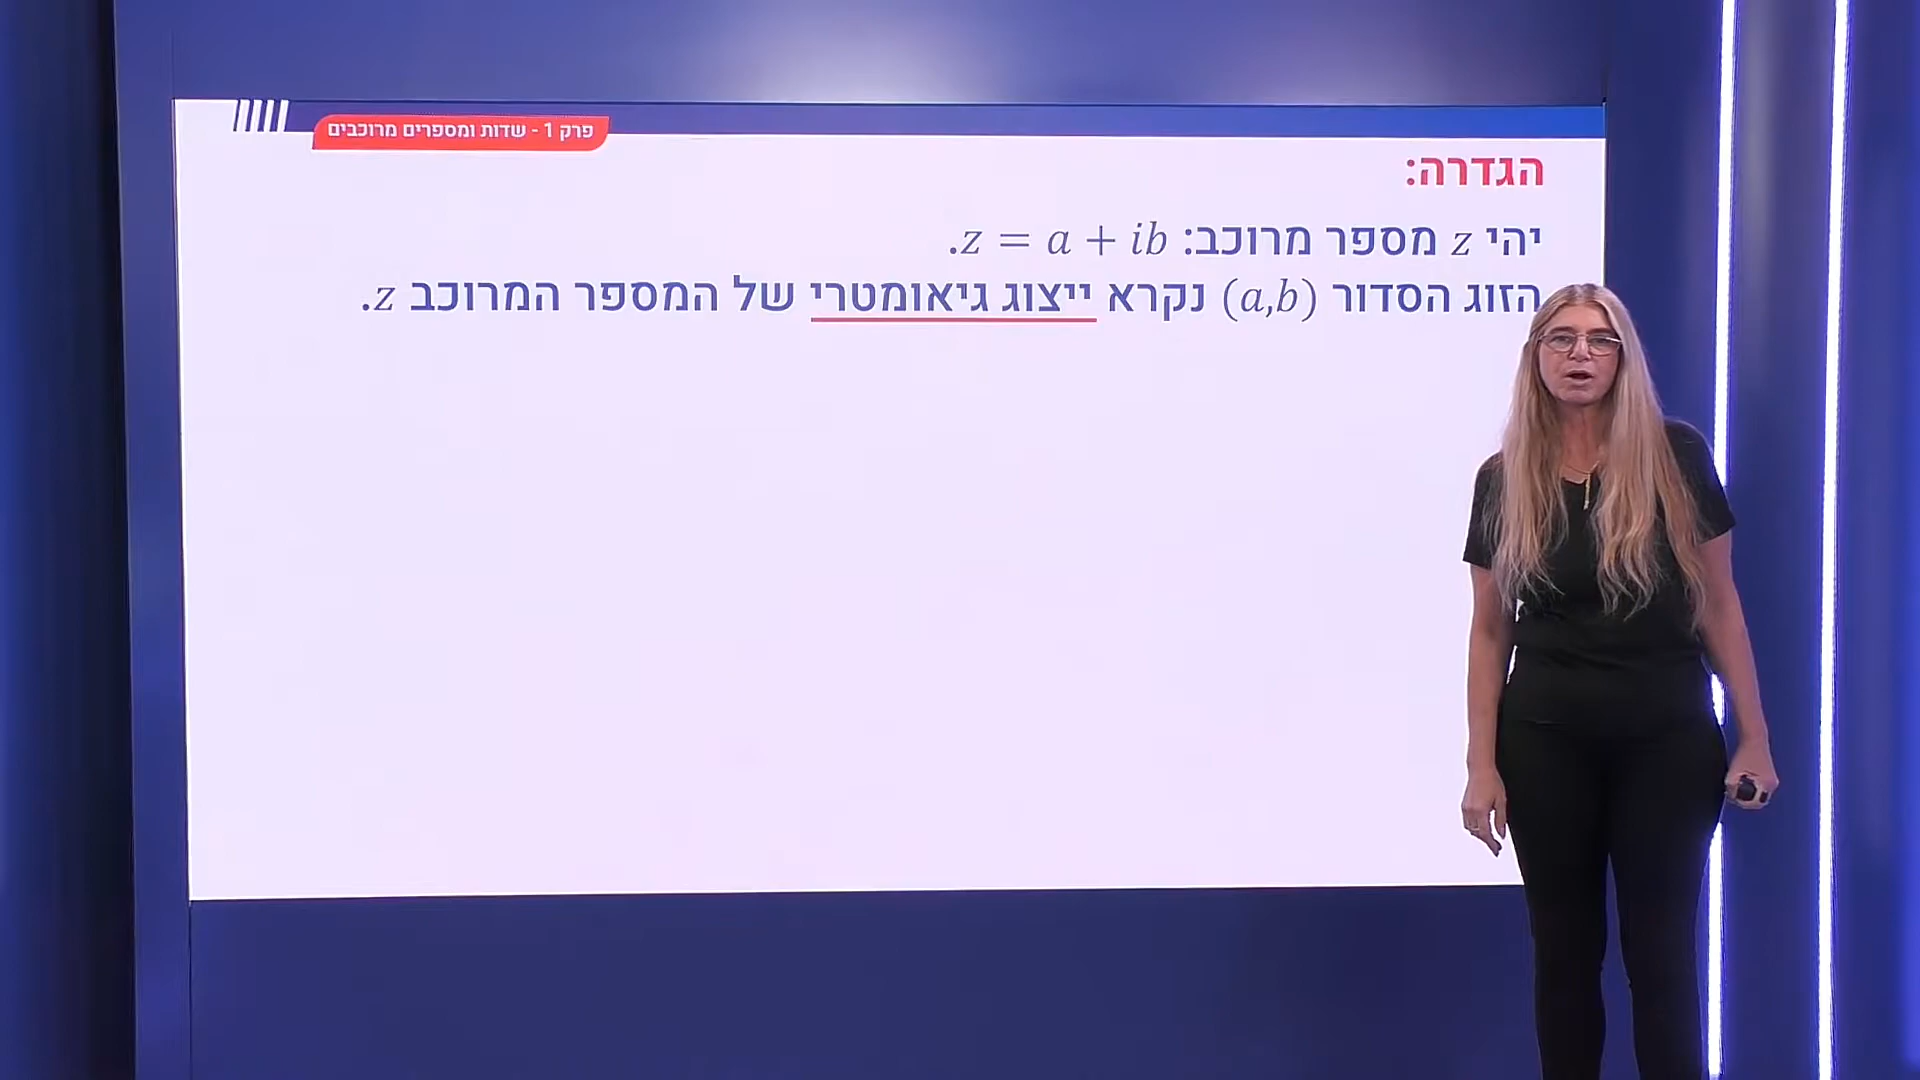 פרק 1 - שדות ומספרים מרוכבים
הגדרה:
יהי z מספר מרוכב: z = a + ib.
הזוג הסדור (a,b) נקרא ייצוג גיאומטרי של המספר המרוכב z.